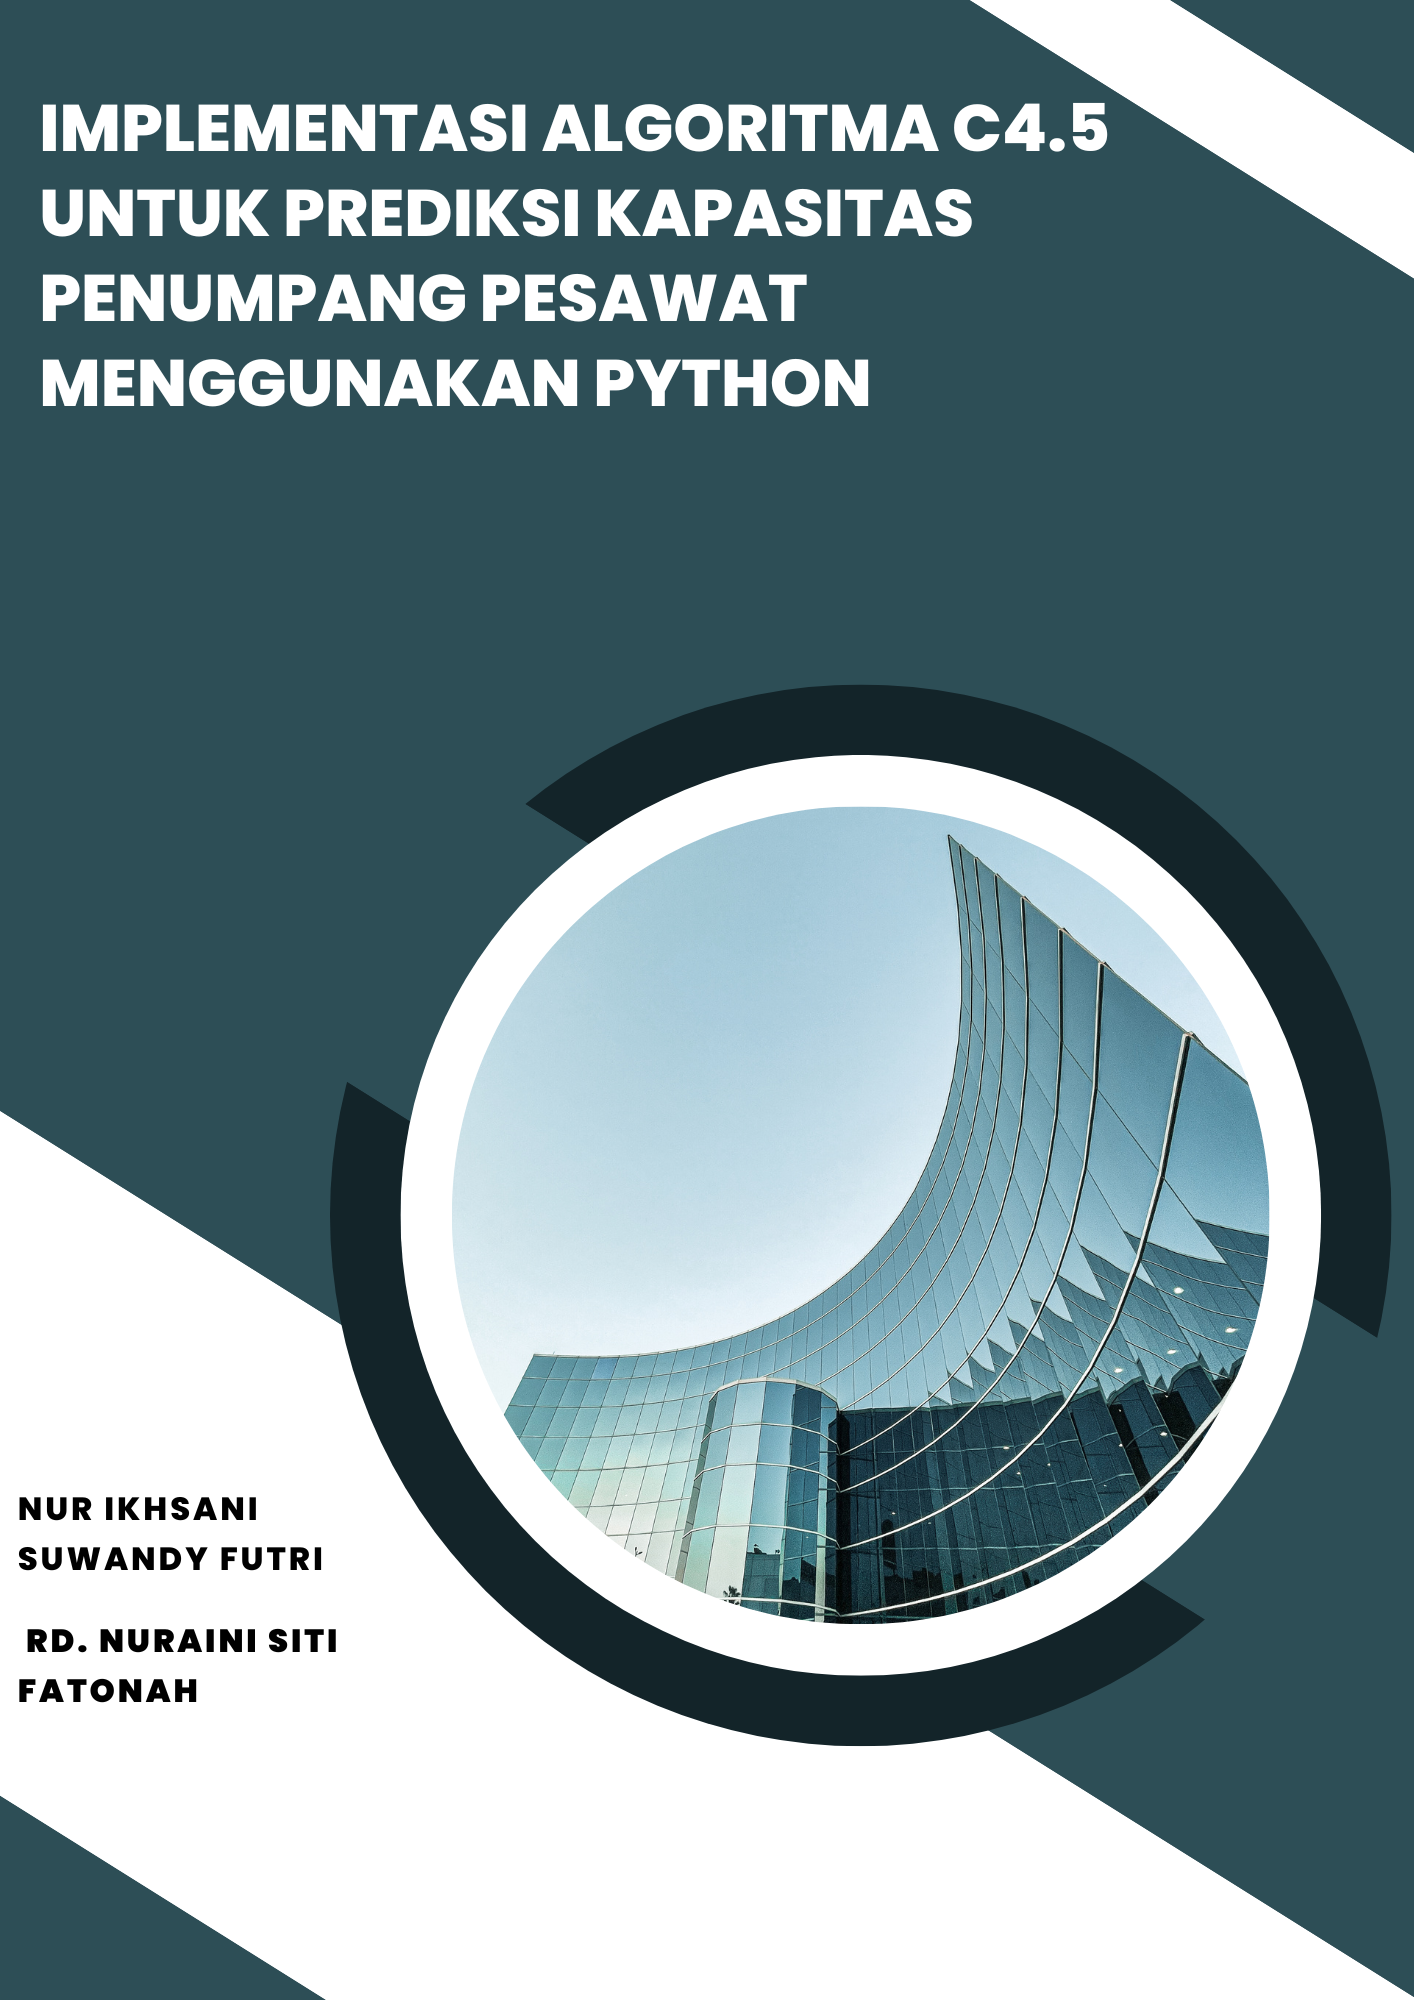 IMPLEMENTASI ALGORITMA C4.5
UNTUK PREDIKSI KAPASITAS
PENUMPANG PESAWAT
MENGGUNAKAN PYTHON
NUR IKHSANI
SUWANDY FUTRI
RD. NURAINI SITI
FATONAH